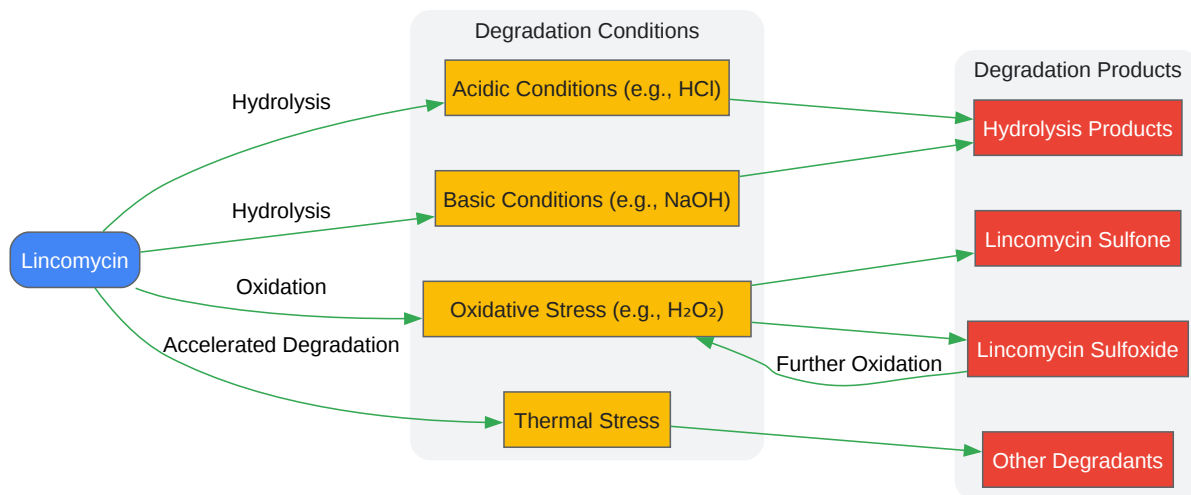 Degradation Conditions
Degradation Products
Acidic Conditions (e.g., HCl)
Hydrolysis
Hydrolysis Products
Basic Conditions (e.g., NaOH)
Hydrolysis
Lincomycin Sulfone
Lincomycin
Oxidation
Oxidative Stress (e.g., H₂O₂)
Accelerated Degradation
Lincomycin Sulfoxide
Further Oxidation
Thermal Stress
Other Degradants